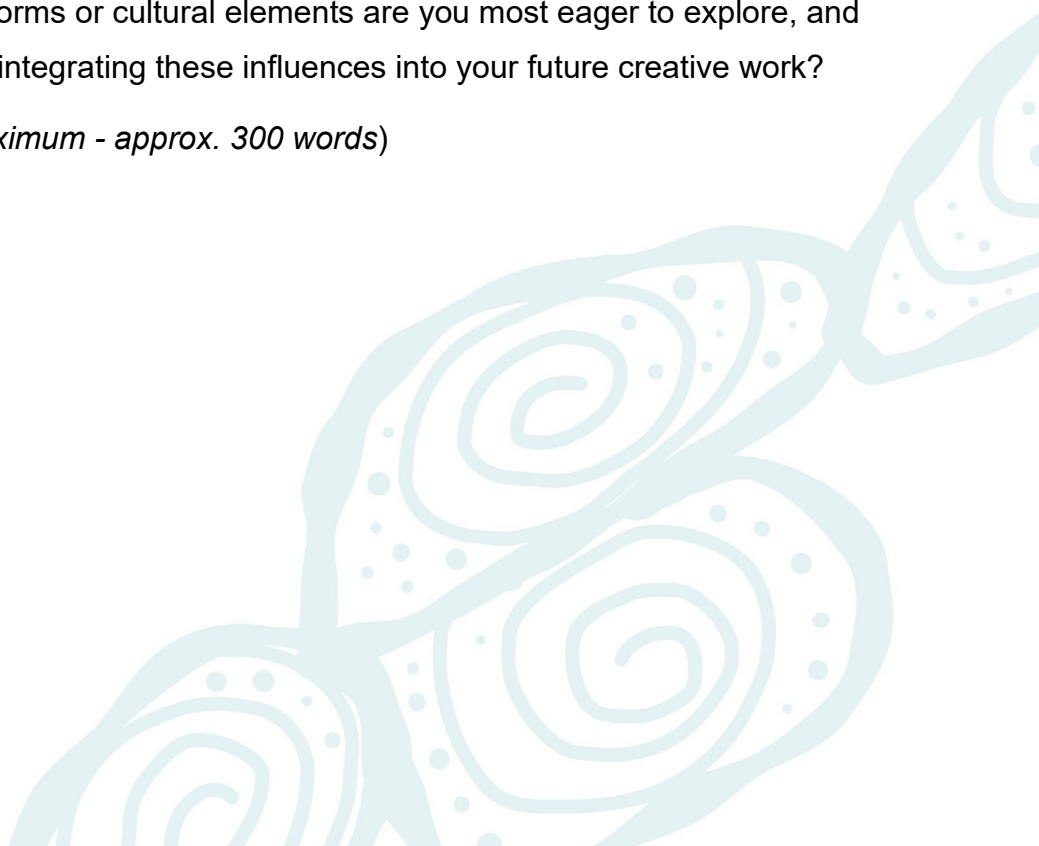 orms or cultural elements are you most eager to explore, and
integrating these influences into your future creative work?
ximum - approx. 300 words)